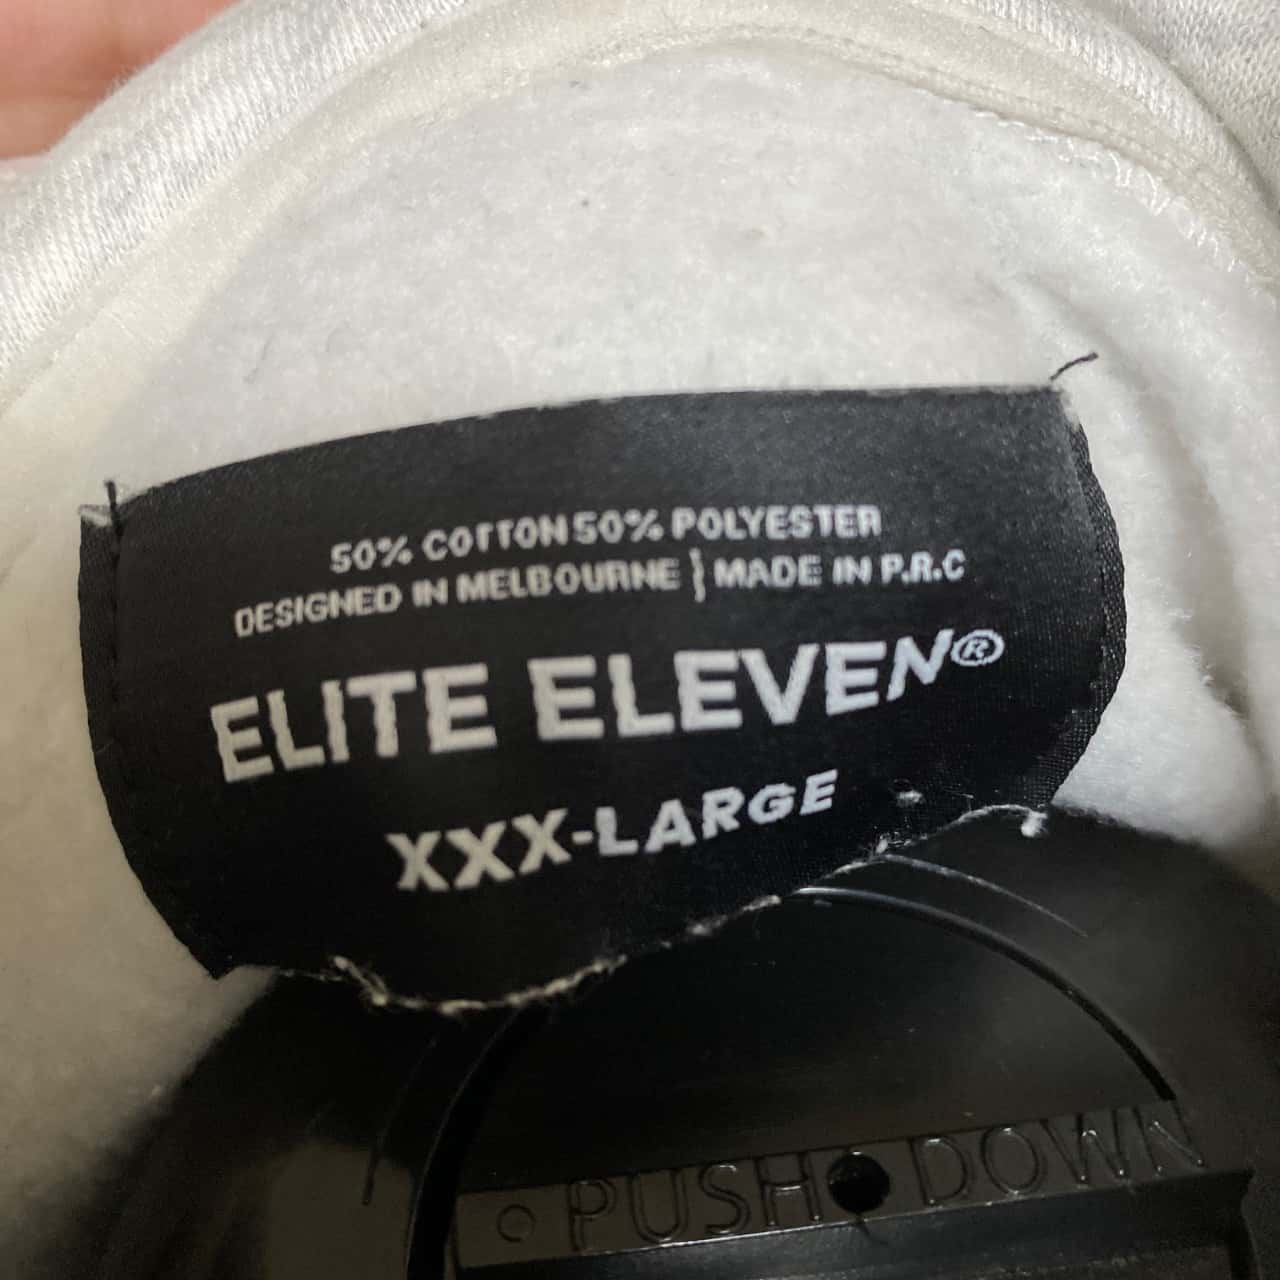 50% COTTON 50% POLYESTER
DESIGNED IN MELBOURNE | MADE IN P.R.C
ELITE ELEVEN®
XXX-LARGE
PUSH DOWN